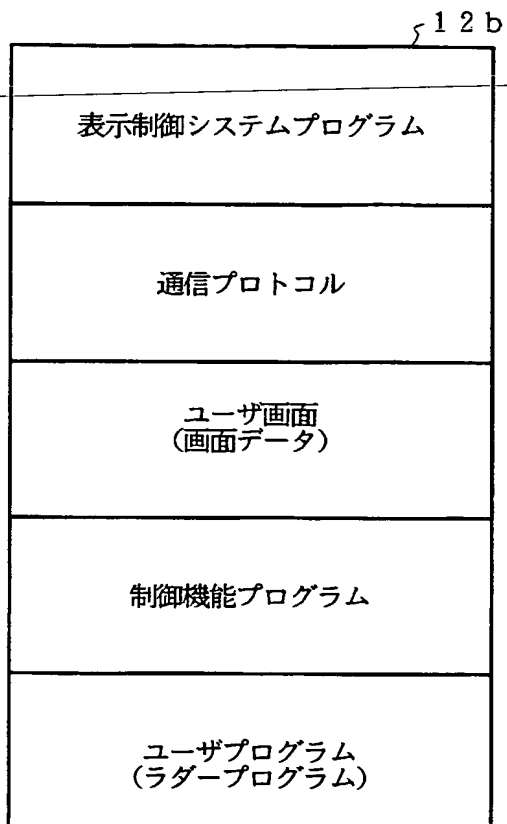 12b
表示制御システムプログラム
通信プロトコル
ユーザ画面
(画面データ)
制御機能プログラム
ユーザプログラム
(ラダープログラム)